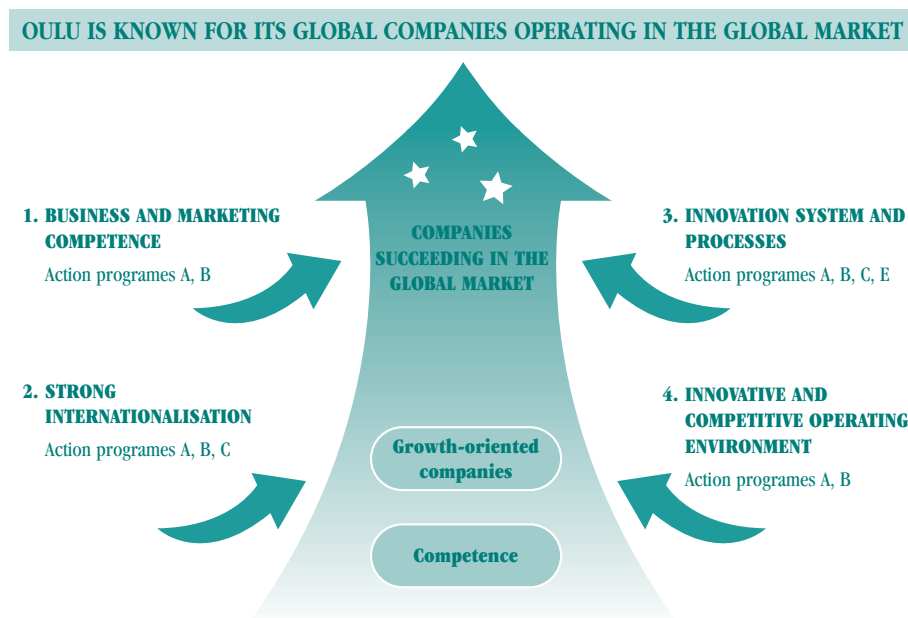 OULU IS KNOWN FOR ITS GLOBAL COMPANIES OPERATING IN THE GLOBAL MARKET
1. BUSINESS AND MARKETING
COMPETENCE
Action programes A, B
2. STRONG
INTERNATIONALISATION
Action programes A, B, C
COMPANIES
SUCCEEDING IN THE
GLOBAL MARKET
Growth-oriented
companies
Competence
3. INNOVATION SYSTEM AND
PROCESSES
Action programes A, B, C, E
4. INNOVATIVE AND
COMPETITIVE OPERATING
ENVIRONMENT
Action programes A, B